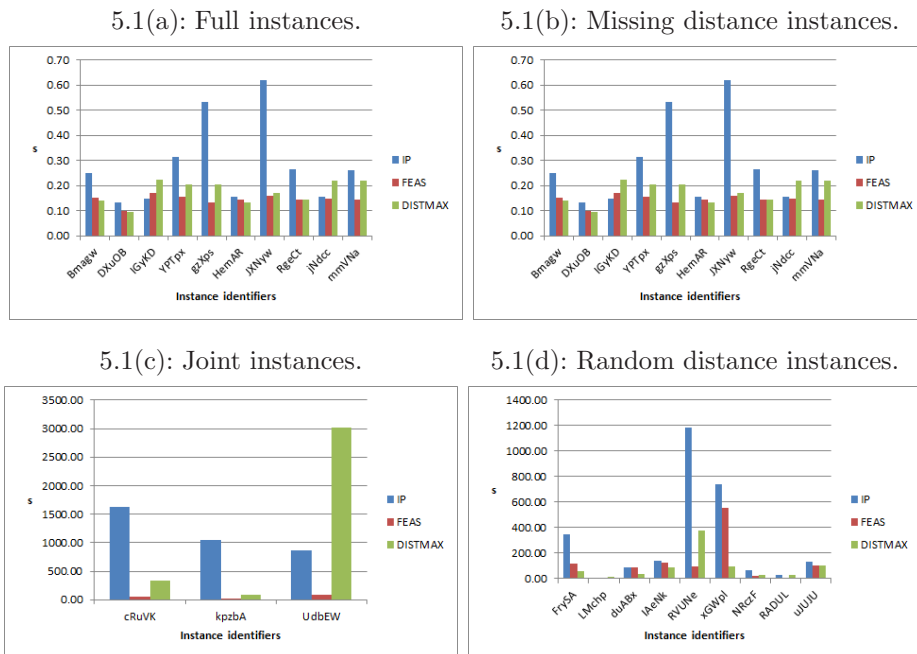 5.1(a): Full instances.
0.70
0.60
0.50
0.40
0.30
0.20
0.10
0.00
s
IP
FEAS
DISTMAX
Bmagw
DXuOB
IGyKD
YPTpx
gzXps
HemAR
JXNyw
RgeCt
jNdcc
mmVNa
Instance identifiers
5.1(b): Missing distance instances.
0.70
0.60
0.50
0.40
0.30
0.20
0.10
0.00
s
IP
FEAS
DISTMAX
Bmagw
DXuOB
IGyKD
YPTpx
gzXps
HemAR
JXNyw
RgeCt
jNdcc
mmVNa
Instance identifiers
5.1(c): Joint instances.
3500.00
3000.00
2500.00
2000.00
1500.00
1000.00
500.00
0.00
s
IP
FEAS
DISTMAX
cRuVK
kpzbA
UdbEW
Instance identifiers
5.1(d): Random distance instances.
1400.00
1200.00
1000.00
800.00
600.00
400.00
200.00
0.00
s
IP
FEAS
DISTMAX
FrySA
LMchp
duABx
IAeNk
RVUNe
xGWpl
NRczF
RADUL
uJUJU
Instance identifiers